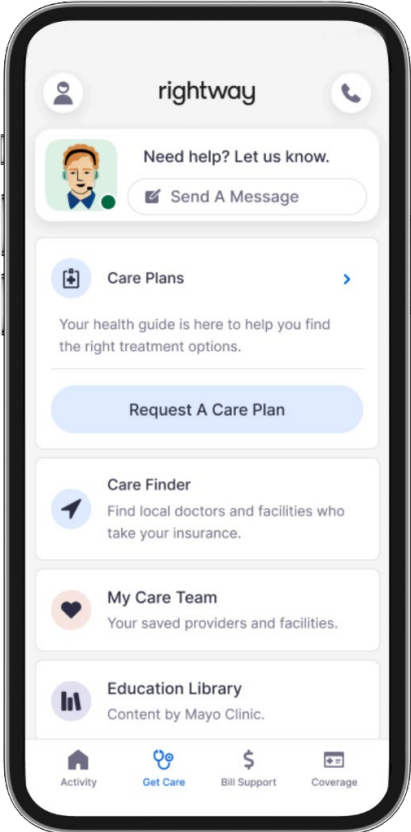 rightway
Need help? Let us know.
Send A Message
Care Plans
Your health guide is here to help you find
the right treatment options.
Request A Care Plan
Care Finder
Find local doctors and facilities who
take your insurance.
My Care Team
Your saved providers and facilities.
Education Library
Content by Mayo Clinic.
Activity
Get Care
Bill Support
Coverage